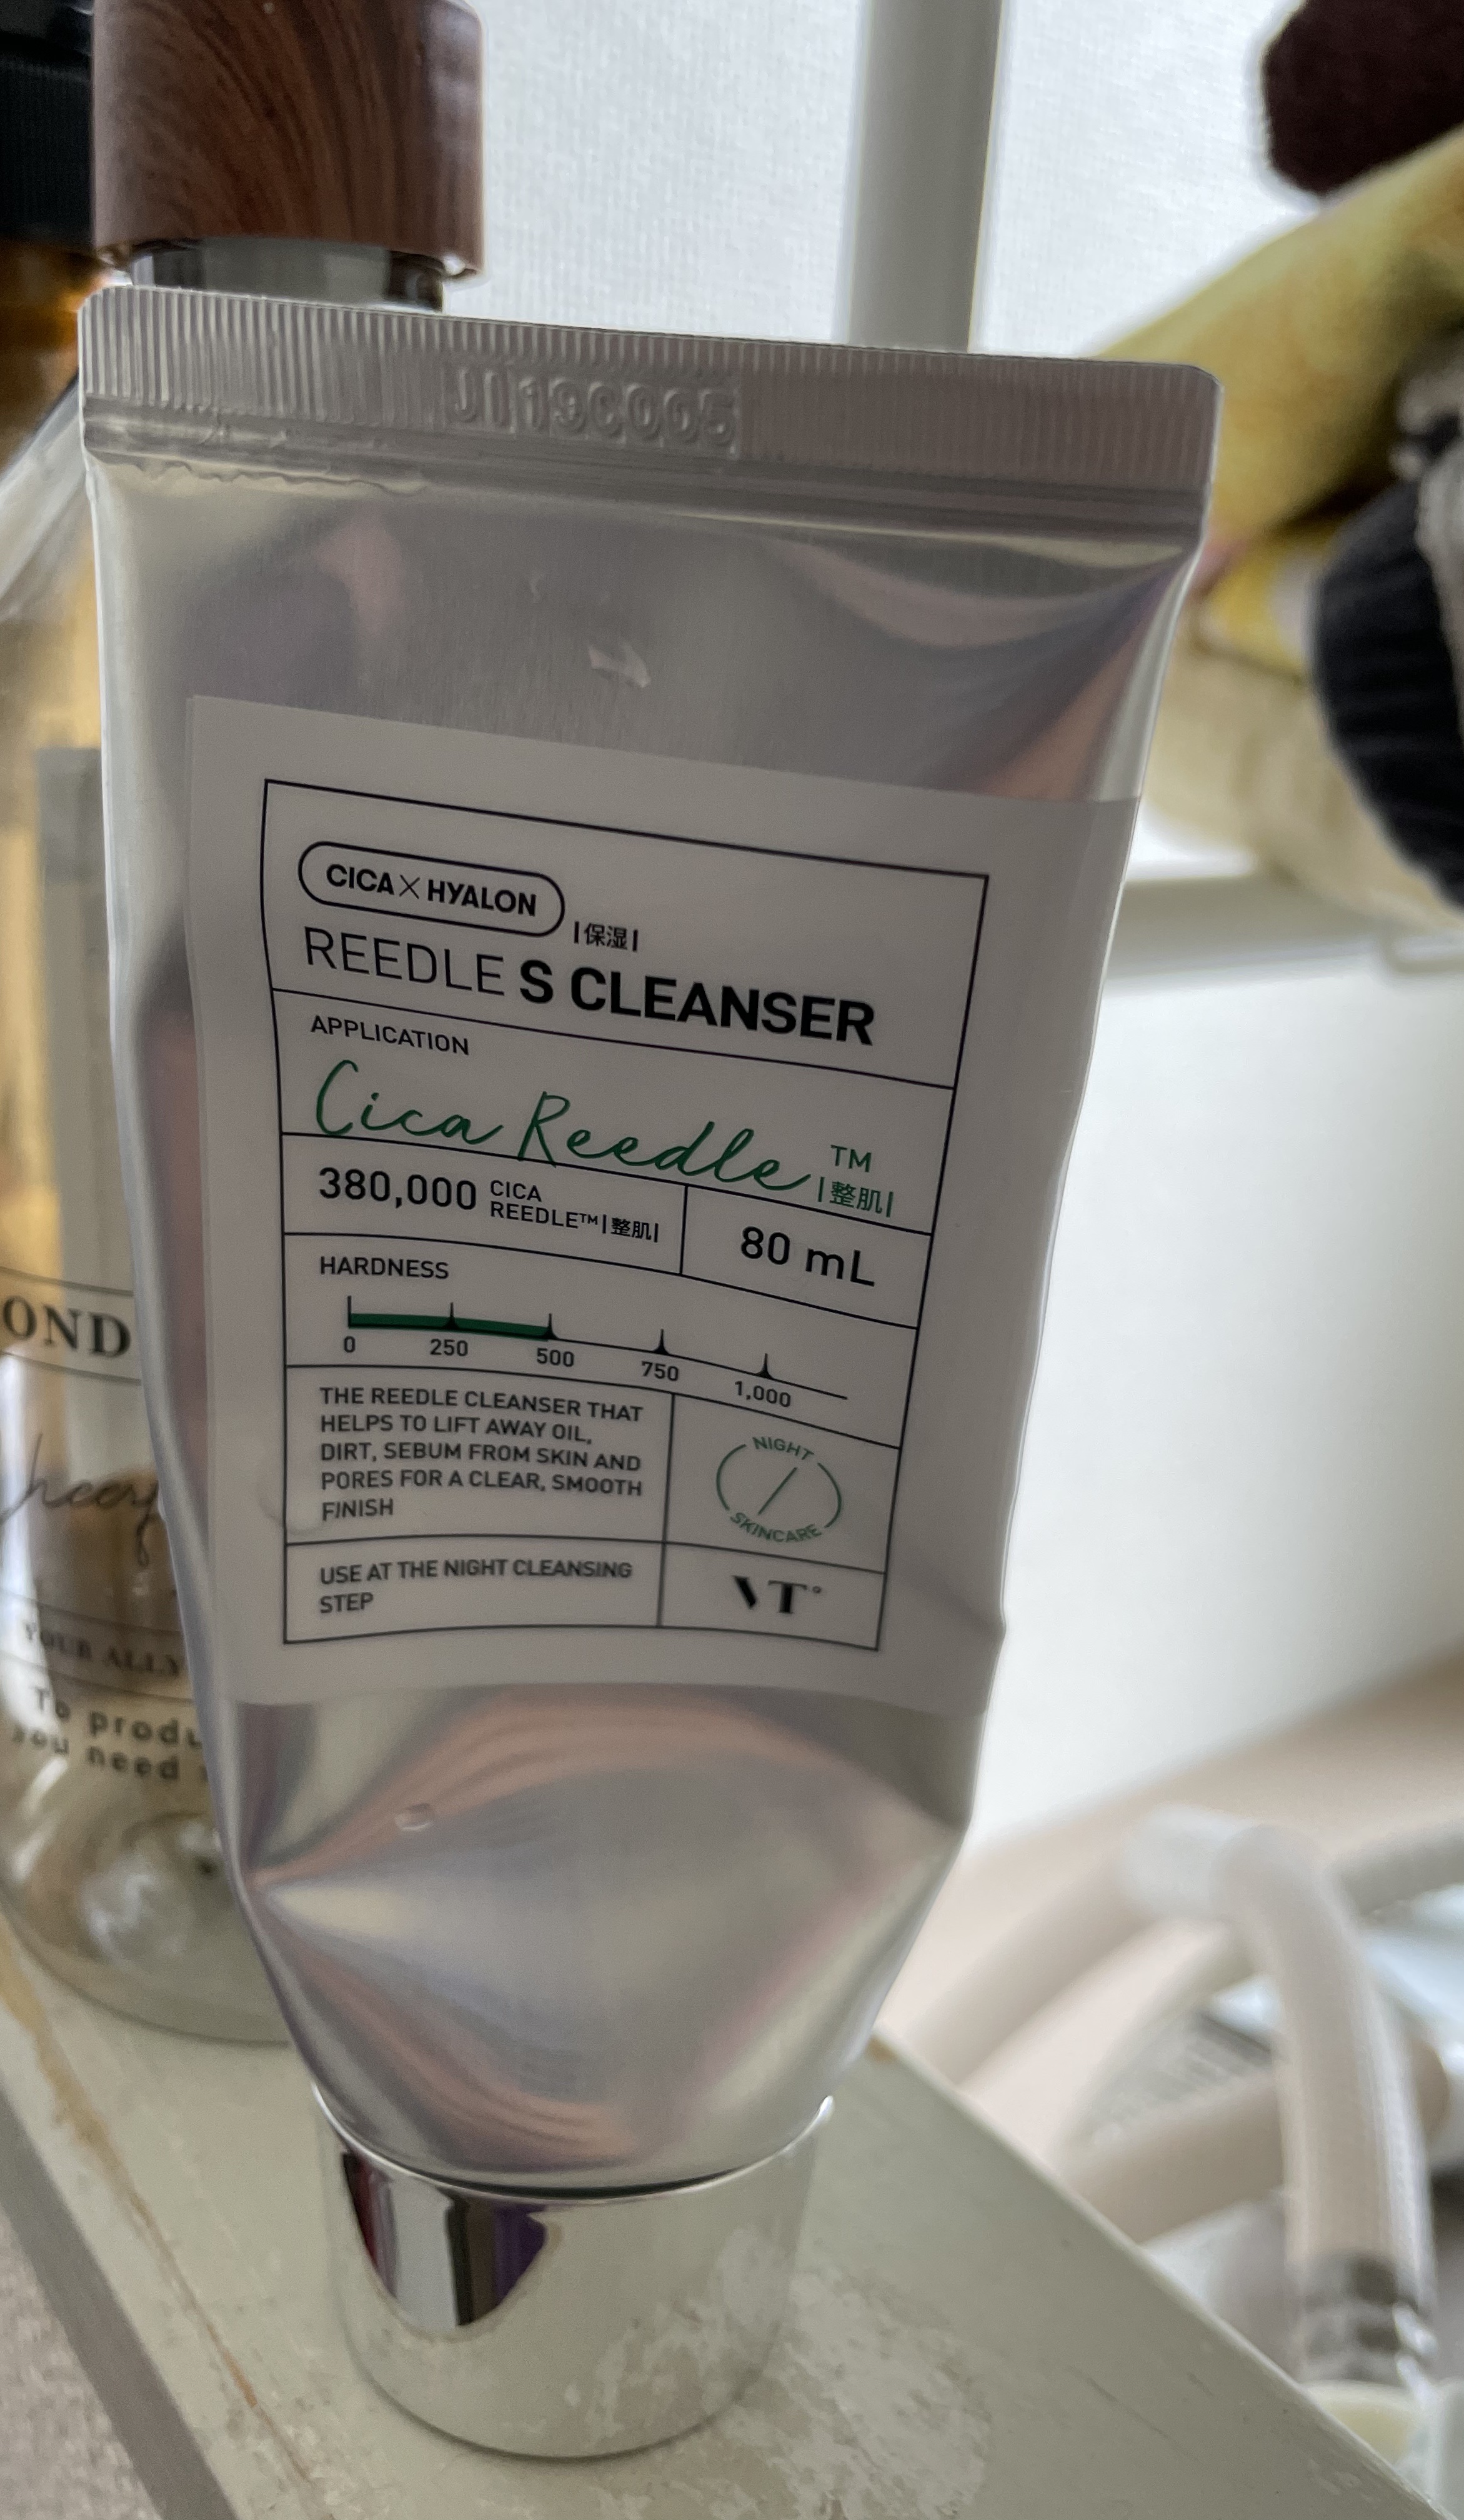 JI19C005
CICA×HYALON |保湿|
REEDLE S CLEANSER
APPLICATION
Cica Reedle™ |整肌|
380,000 CICA
REEDLE™|整肌|
80 mL
HARDNESS
0 250 500 750 1,000
THE REEDLE CLEANSER THAT
HELPS TO LIFT AWAY OIL,
DIRT, SEBUM FROM SKIN AND
PORES FOR A CLEAR, SMOOTH
FINISH
NIGHT
SKINCARE
USE AT THE NIGHT CLEANSING
STEP
VT°
OND
YOUR ALLY
To produ
you need